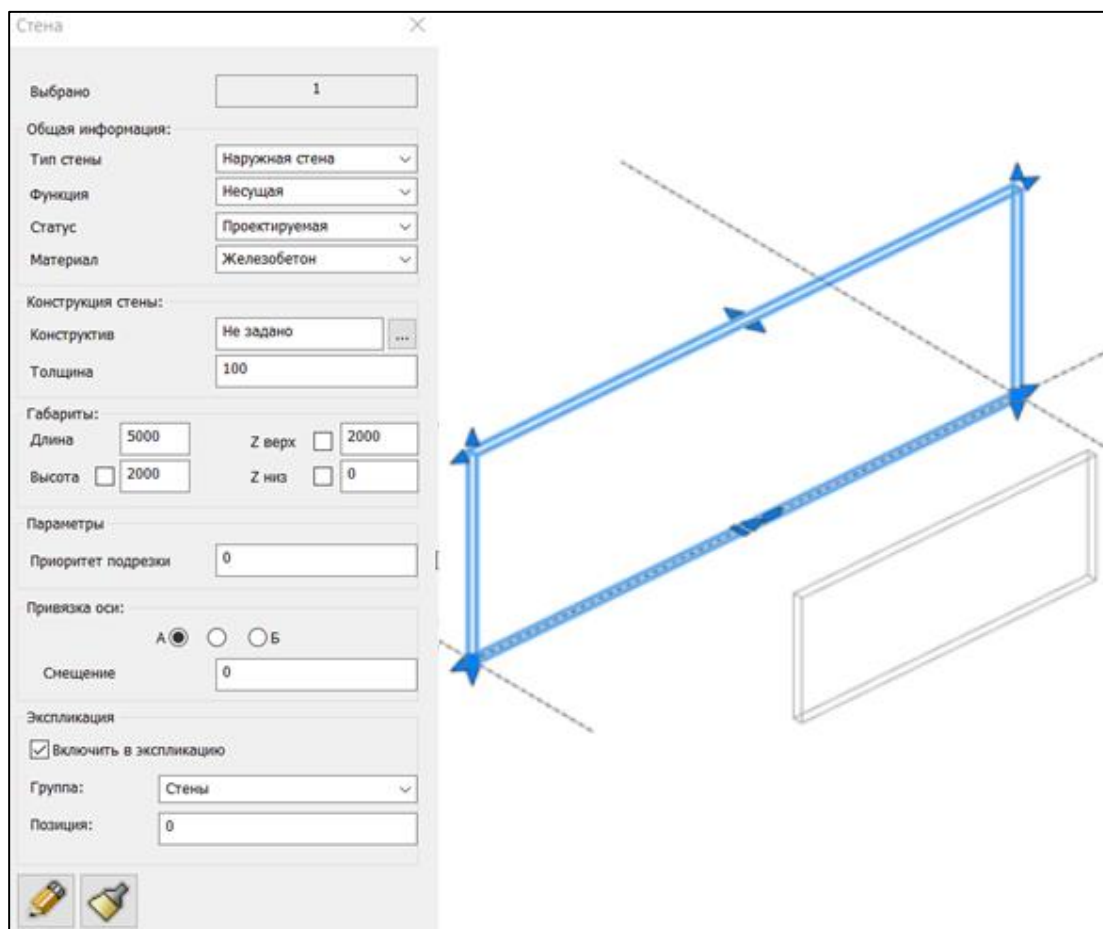 Стена
Выбрано 1
Общая информация:
Тип стены Наружная стена
Функция Несущая
Статус Проектируемая
Материал Железобетон
Конструкция стены:
Конструктив Не задано ...
Толщина 100
Габариты:
Длина 5000 Z верх 2000
Высота 2000 Z низ 0
Параметры
Приоритет подрезки 0
Привязка оси:
А Б
Смещение 0
Экспликация
Включить в экспликацию
Группа: Стены
Позиция: 0